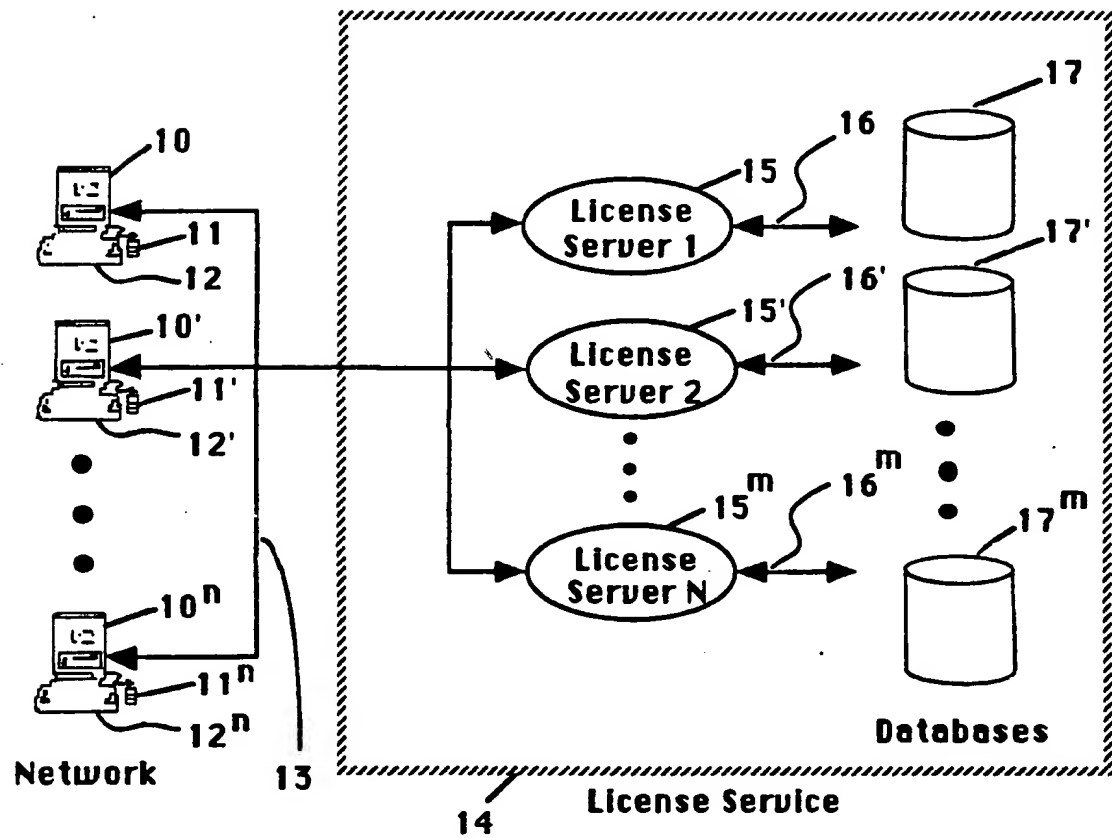 17
10
16
15
License
Server 1
11
17'
12
16'
10'
15'
License
Server 2
11'
12'
16^m
15^m
17^m
License
Server N
10^n
11^n
12^n
Databases
Network
13
License Service
14